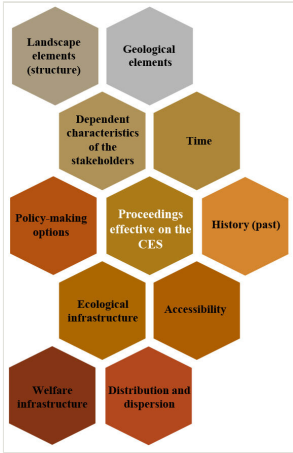 Landscape
elements
(structure)
Geological
elements
Dependent
characteristics
of the
stakeholders
Time
Policy-making
options
Proceedings
effective on the
CES
History (past)
Ecological
infrastructure
Accessibility
Welfare
infrastructure
Distribution and
dispersion